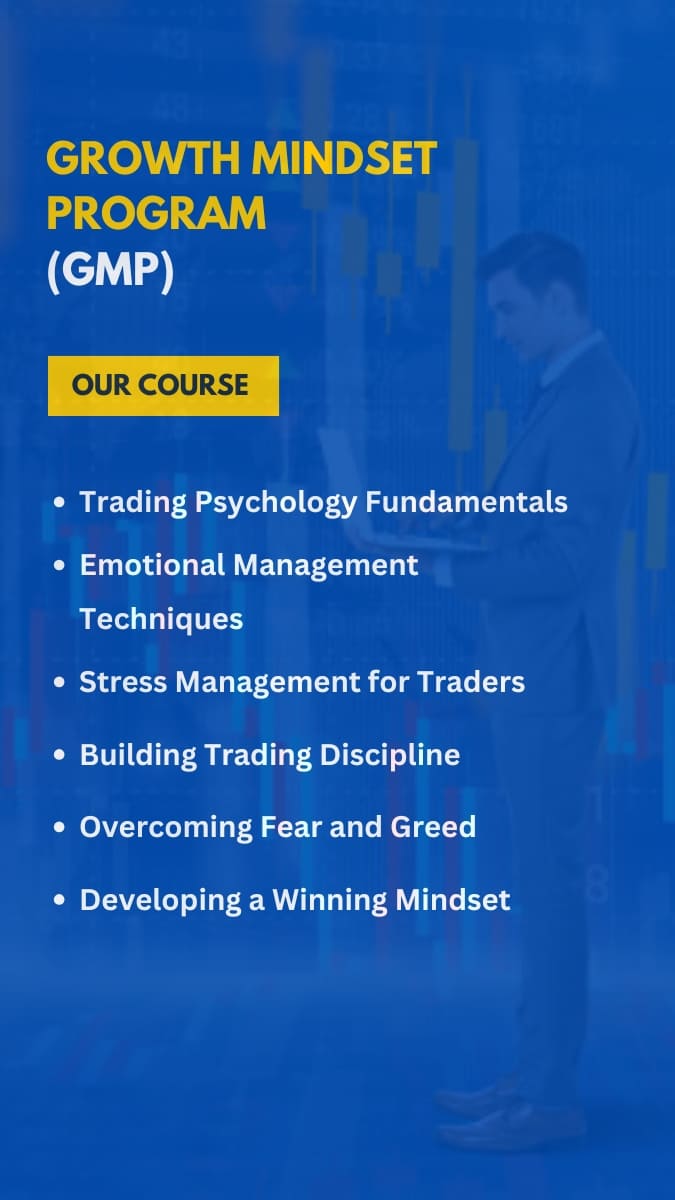 GROWTH MINDSET
PROGRAM
(GMP)
OUR COURSE
• Trading Psychology Fundamentals
• Emotional Management
Techniques
• Stress Management for Traders
• Building Trading Discipline
• Overcoming Fear and Greed
• Developing a Winning Mindset